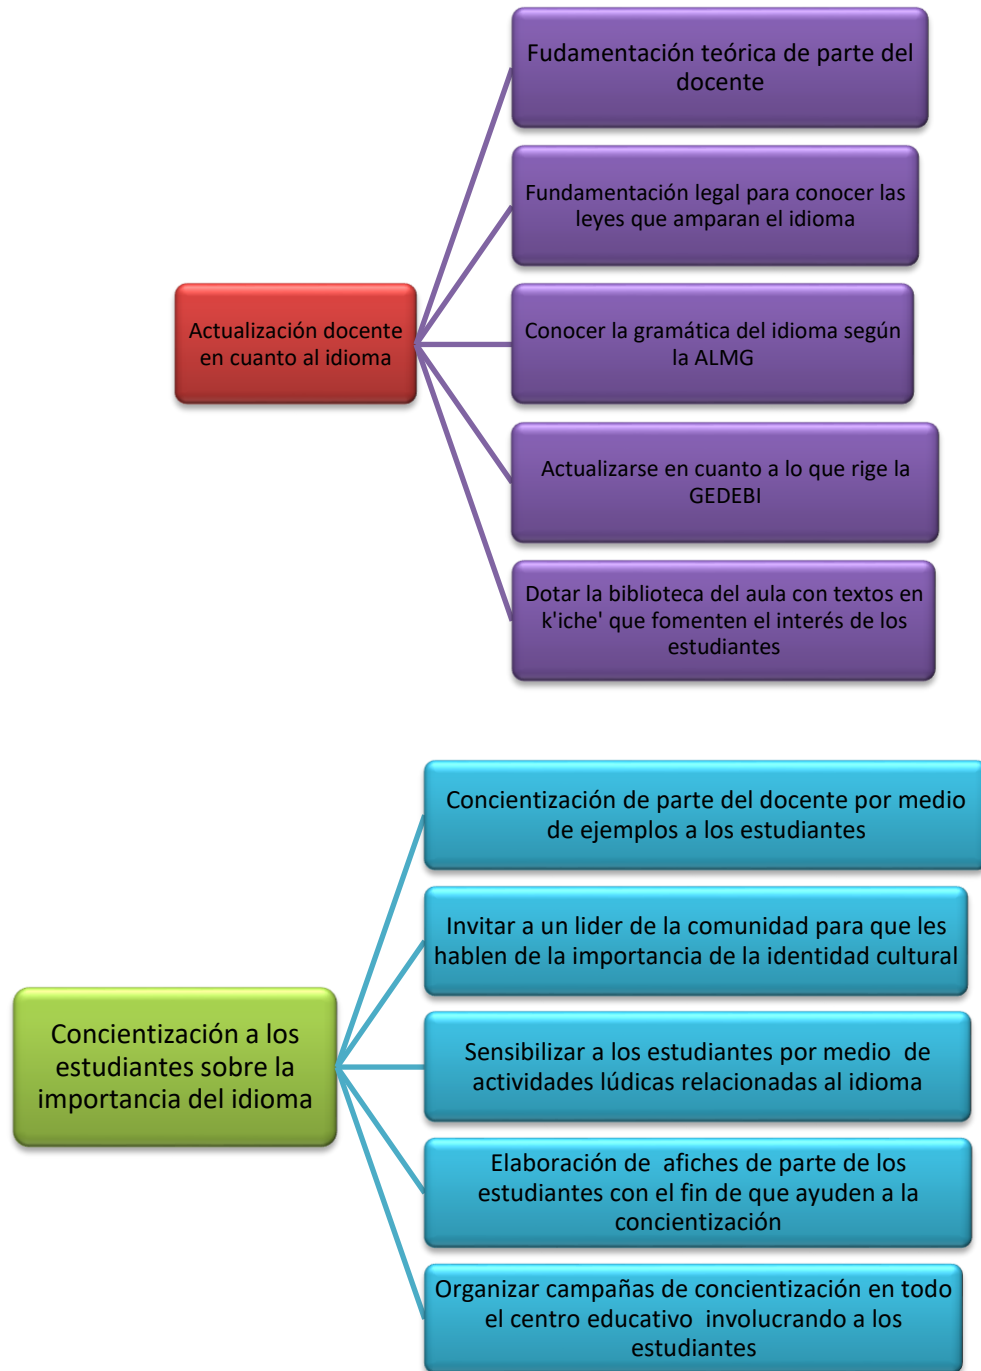 Fudamentación teórica de parte del
docente
Fundamentación legal para conocer las
leyes que amparan el idioma
Actualización docente
en cuanto al idioma
Conocer la gramática del idioma según
la ALMG
Actualizarse en cuanto a lo que rige la
GEDEBI
Dotar la biblioteca del aula con textos en
k'iche' que fomenten el interés de los
estudiantes
Concientización de parte del docente por medio
de ejemplos a los estudiantes
Invitar a un lider de la comunidad para que les
hablen de la importancia de la identidad cultural
Concientización a los
estudiantes sobre la
importancia del idioma
Sensibilizar a los estudiantes por medio  de
actividades lúdicas relacionadas al idioma
Elaboración de  afiches de parte de los
estudiantes con el fin de que ayuden a la
concientización
Organizar campañas de concientización en todo
el centro educativo  involucrando a los
estudiantes